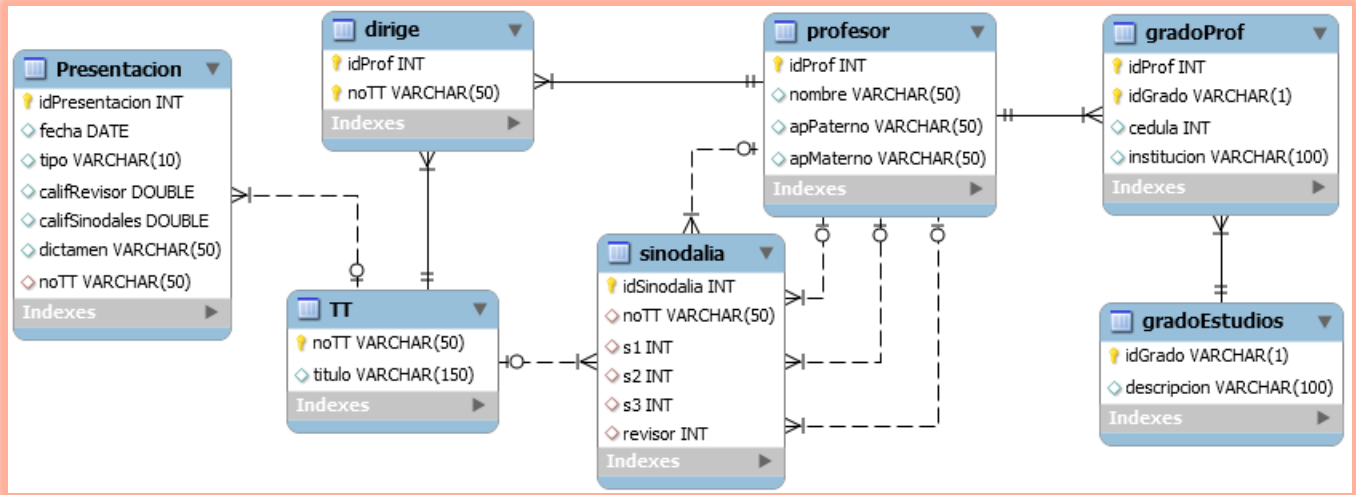 Presentacion
idPresentacion INT
fecha DATE
tipo VARCHAR(10)
califRevisor DOUBLE
califSinodales DOUBLE
dictamen VARCHAR(50)
noTT VARCHAR(50)
Indexes
dirige
idProf INT
noTT VARCHAR(50)
Indexes
TT
noTT VARCHAR(50)
titulo VARCHAR(150)
Indexes
profesor
idProf INT
nombre VARCHAR(50)
apPaterno VARCHAR(50)
apMaterno VARCHAR(50)
Indexes
sinodalia
idSinodalia INT
noTT VARCHAR(50)
s1 INT
s2 INT
s3 INT
revisor INT
Indexes
gradoProf
idProf INT
idGrado VARCHAR(1)
cedula INT
institucion VARCHAR(100)
Indexes
gradoEstudios
idGrado VARCHAR(1)
descripcion VARCHAR(100)
Indexes